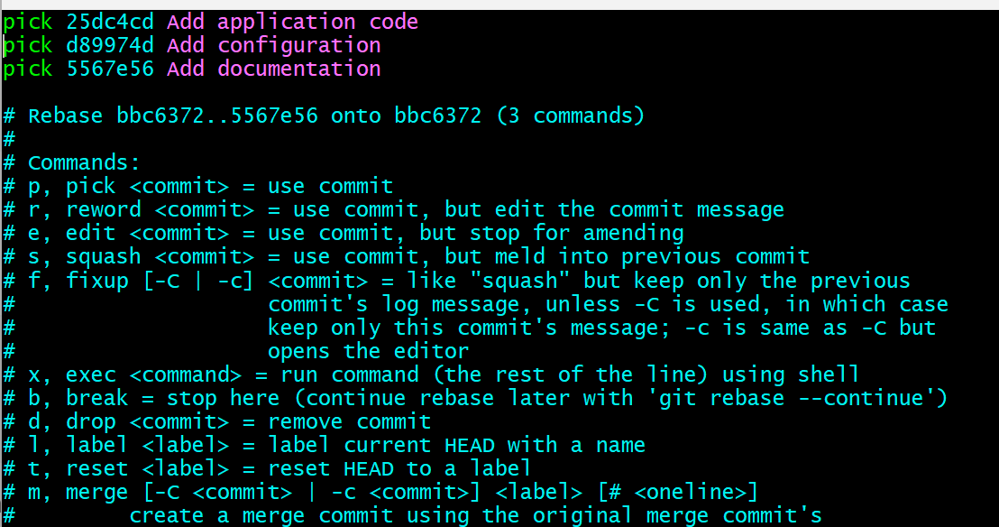 pick 25dc4cd Add application code
pick d89974d Add configuration
pick 5567e56 Add documentation

# Rebase bbc6372..5567e56 onto bbc6372 (3 commands)
#
# Commands:
# p, pick <commit> = use commit
# r, reword <commit> = use commit, but edit the commit message
# e, edit <commit> = use commit, but stop for amending
# s, squash <commit> = use commit, but meld into previous commit
# f, fixup [-C | -c] <commit> = like "squash" but keep only the previous
#                    commit's log message, unless -C is used, in which case
#                    keep only this commit's message; -c is same as -C but
#                    opens the editor
# x, exec <command> = run command (the rest of the line) using shell
# b, break = stop here (continue rebase later with 'git rebase --continue')
# d, drop <commit> = remove commit
# l, label <label> = label current HEAD with a name
# t, reset <label> = reset HEAD to a label
# m, merge [-C <commit> | -c <commit>] <label> [# <oneline>]
#         create a merge commit using the original merge commit's